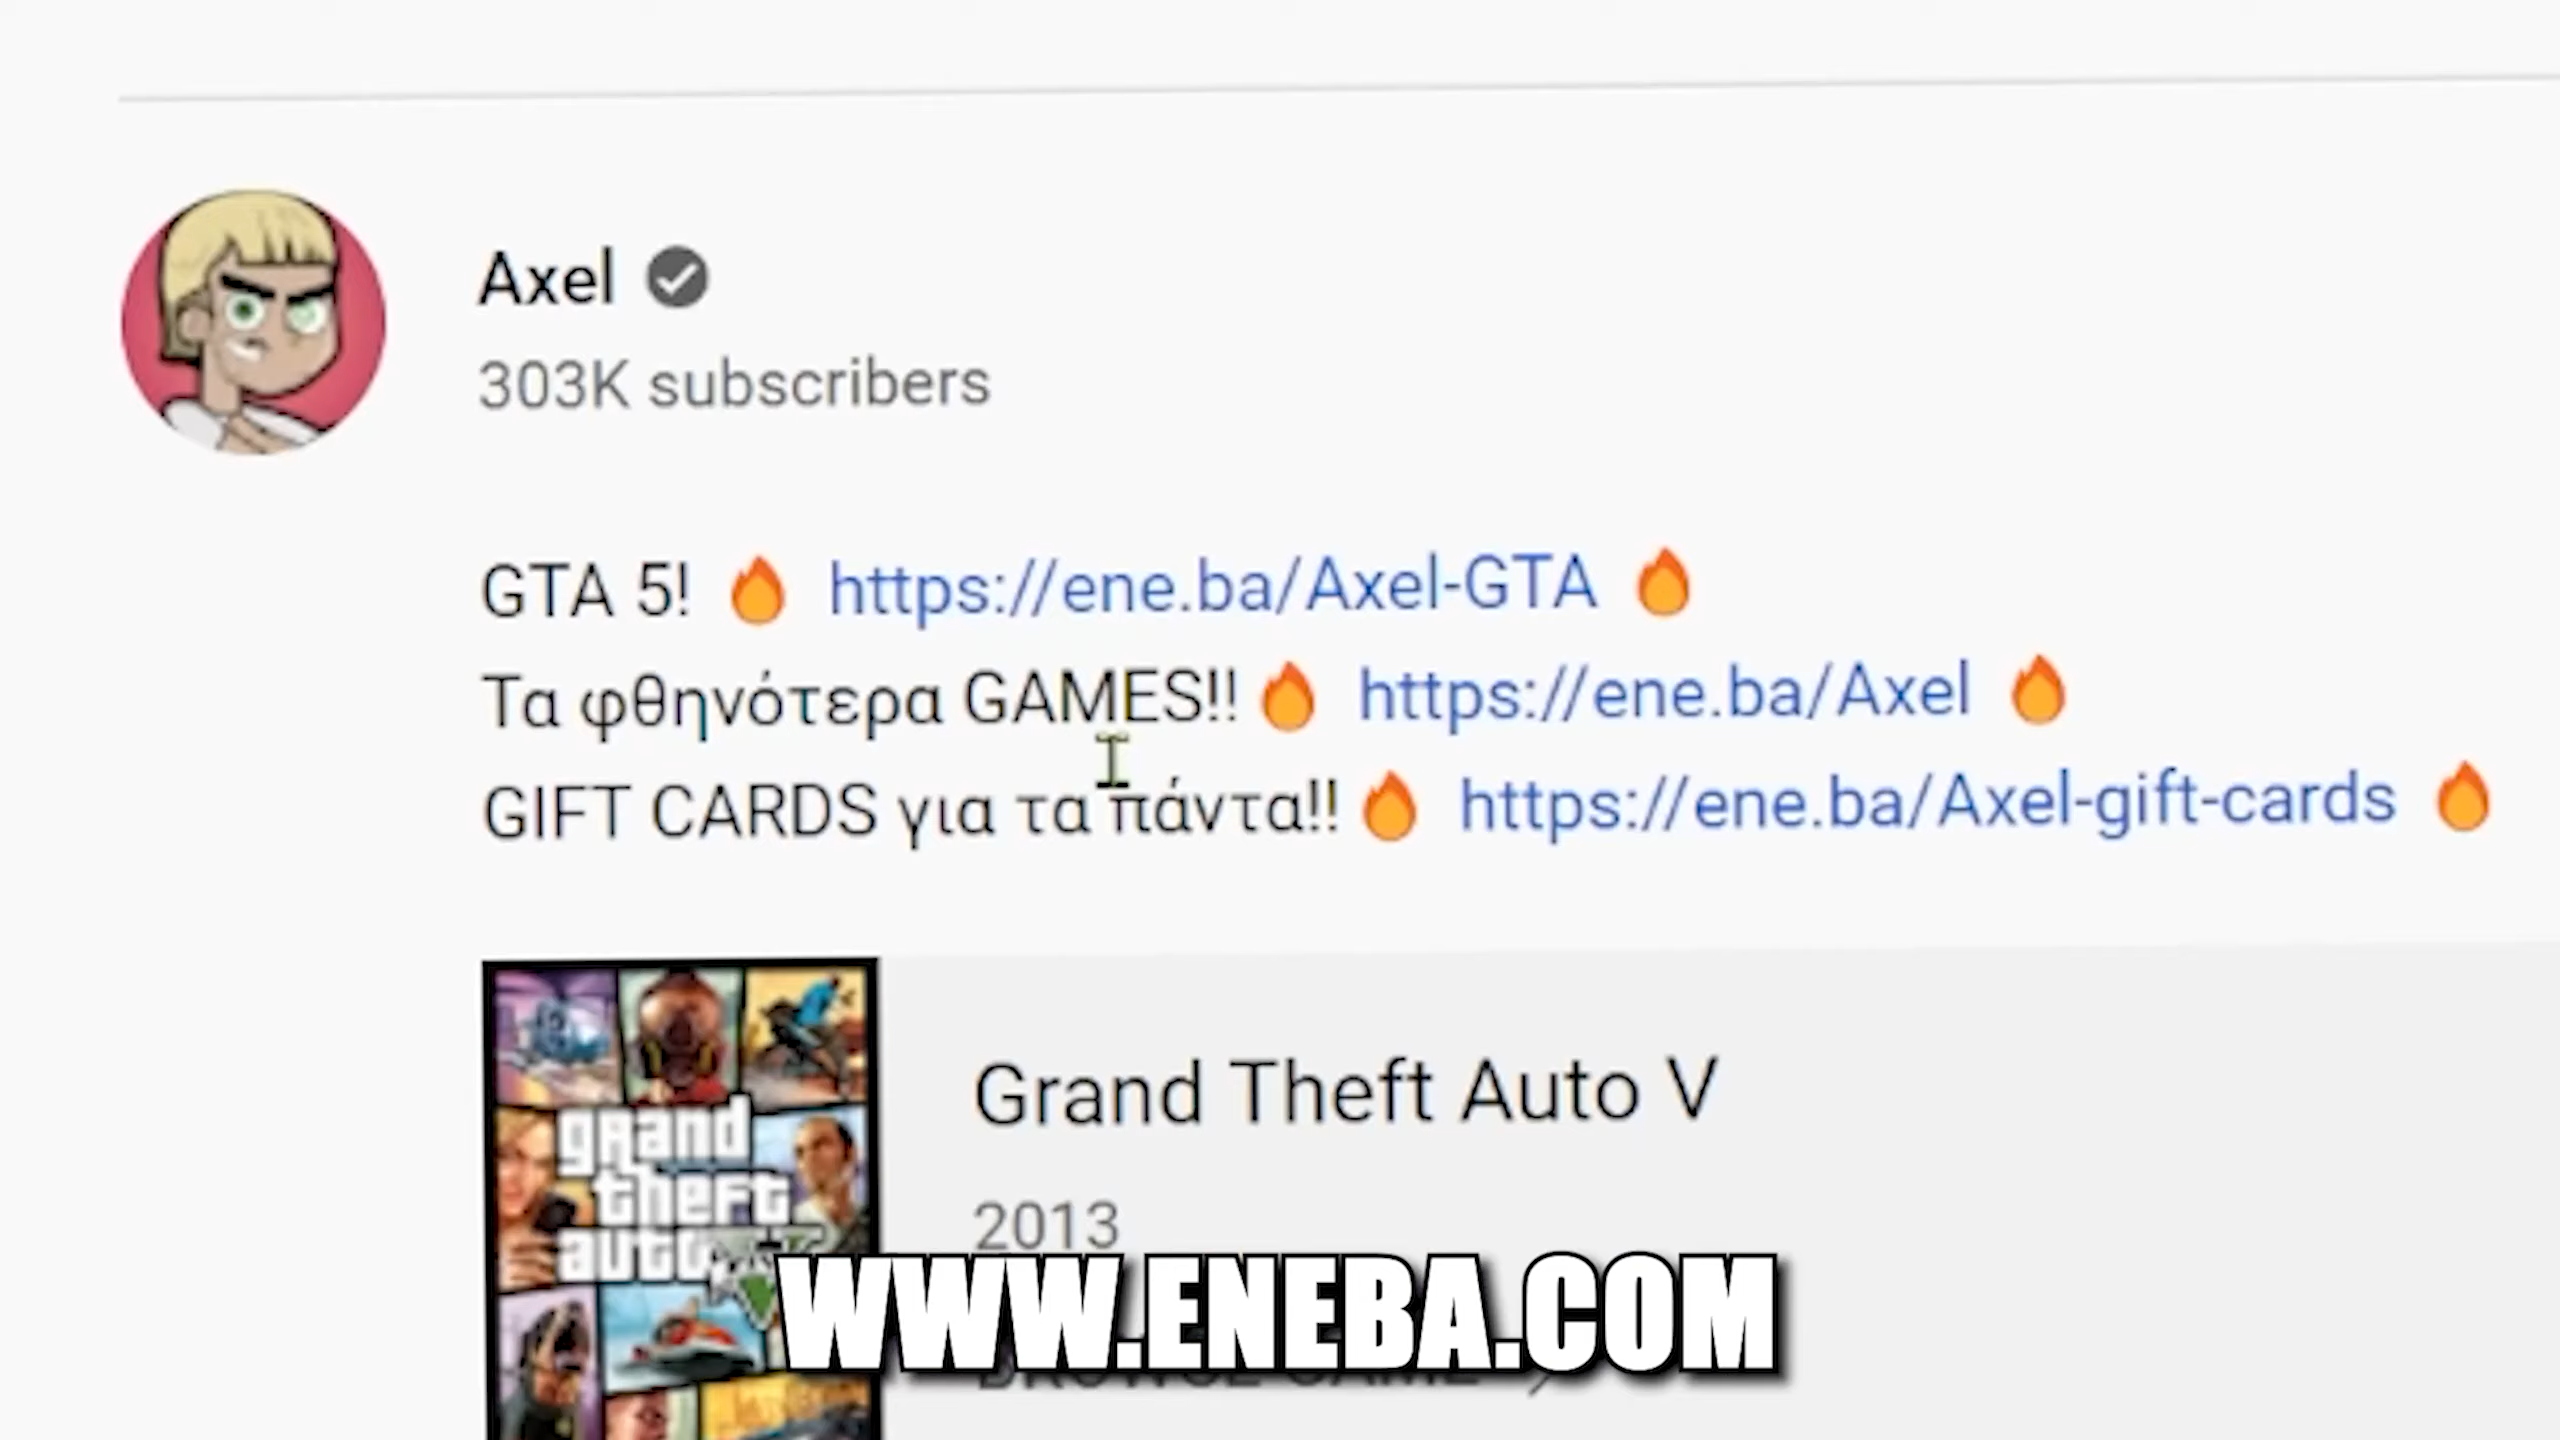 Axel
303K subscribers
GTA 5! 🔥 https://ene.ba/Axel-GTA 🔥
Τα φθηνότερα GAMES!! 🔥 https://ene.ba/Axel 🔥
GIFT CARDS για τα πάντα!! 🔥 https://ene.ba/Axel-gift-cards 🔥
grand
theft
auto
Grand Theft Auto V
2013
WWW.ENEBA.COM